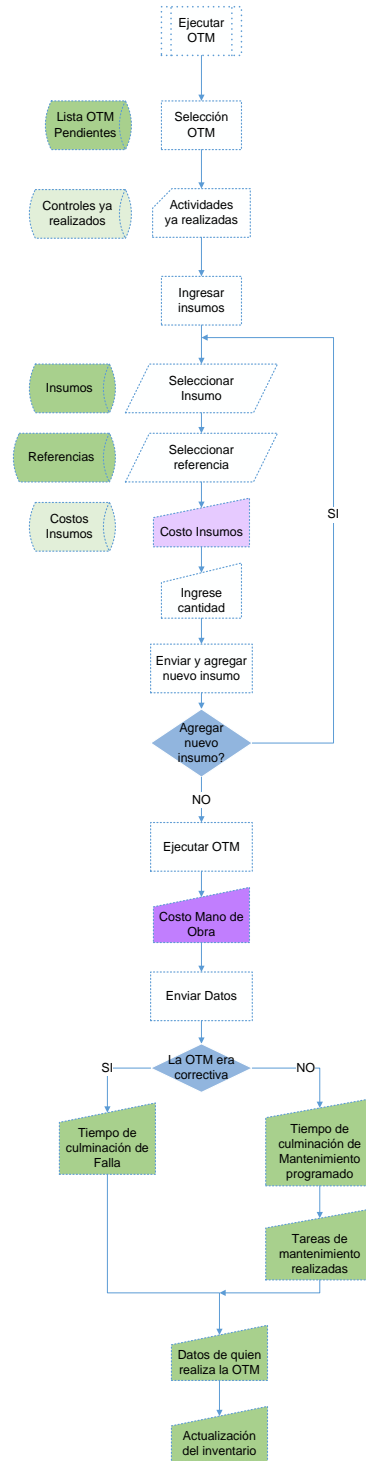 Ejecutar
OTM
Lista OTM
Pendientes
Selección
OTM
Controles ya
realizados
Actividades
ya realizadas
Ingresar
insumos
Insumos
Seleccionar
Insumo
Referencias
Seleccionar
referencia
SI
Costos
Insumos
Costo Insumos
Ingrese
cantidad
Enviar y agregar
nuevo insumo
Agregar
nuevo
insumo?
NO
Ejecutar OTM
Costo Mano de
Obra
Enviar Datos
La OTM era
correctiva
SI
NO
Tiempo de
culminación de
Falla
Tiempo de
culminación de
Mantenimiento
programado
Tareas de
mantenimiento
realizadas
Datos de quien
realiza la OTM
Actualización
del inventario